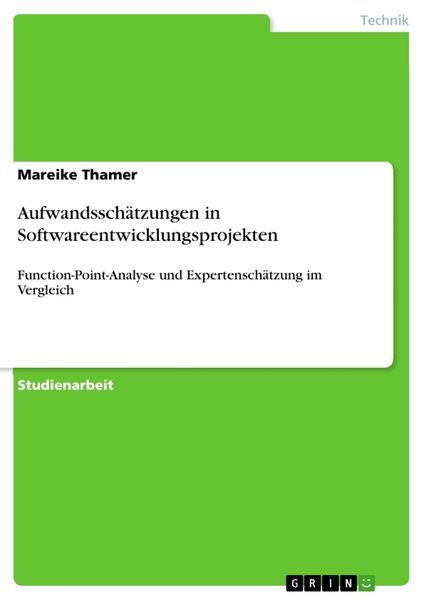 Technik
Mareike Thamer
Aufwandsschätzungen in
Softwareentwicklungsprojekten
Function-Point-Analyse und Expertenschätzung im
Vergleich
Studienarbeit
GRIN